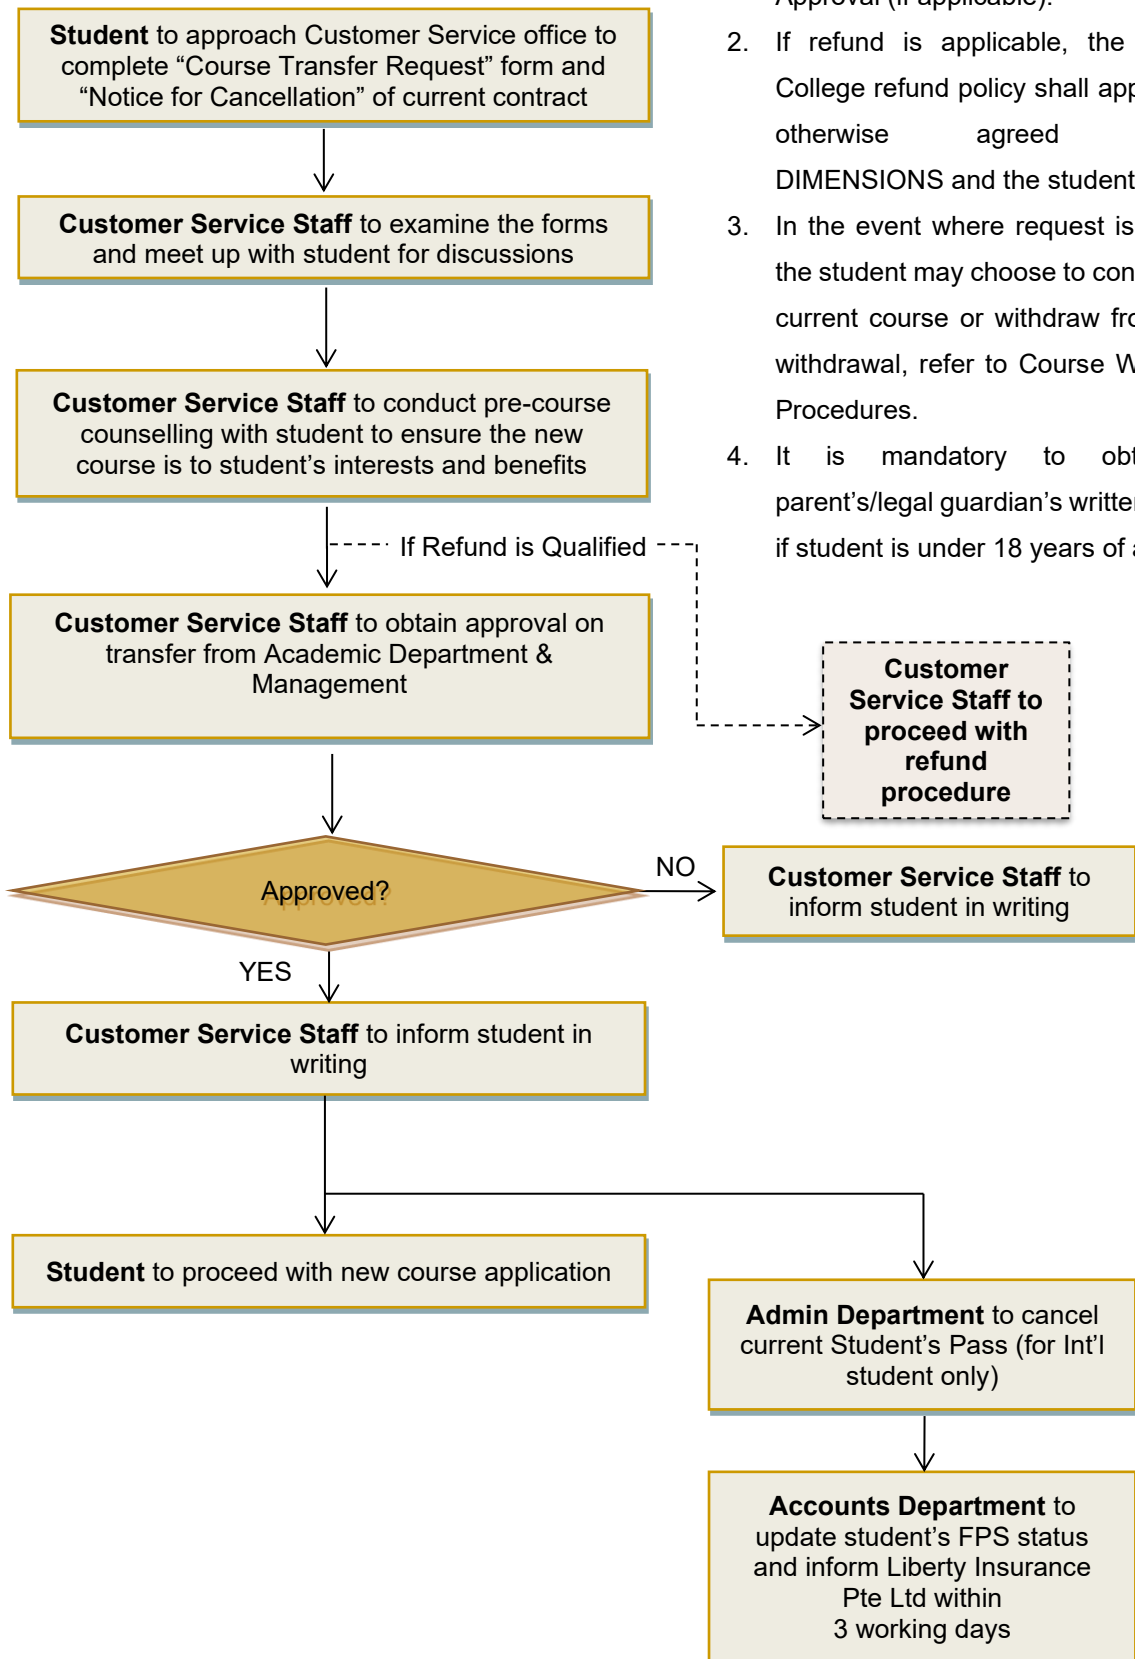 Student to approach Customer Service office to
complete “Course Transfer Request” form and
“Notice for Cancellation” of current contract
Customer Service Staff to examine the forms
and meet up with student for discussions
Customer Service Staff to conduct pre-course
counselling with student to ensure the new
course is to student’s interests and benefits
If Refund is Qualified
Customer Service Staff to obtain approval on
transfer from Academic Department &
Management
Approved?
NO
YES
Customer Service Staff to inform student in
writing
Student to proceed with new course application
Approval (if applicable).
2. If refund is applicable, the
College refund policy shall
otherwise agreed
DIMENSIONS and the student
3. In the event where request is
the student may choose to
current course or withdraw
withdrawal, refer to Course
Procedures.
4. It is mandatory to
parent’s/legal guardian’s
if student is under 18 years of
Customer
Service Staff to
proceed with
refund
procedure
Customer Service Staff to
inform student in writing
Admin Department to cancel
current Student’s Pass (for Int’l
student only)
Accounts Department to
update student’s FPS status
and inform Liberty Insurance
Pte Ltd within
3 working days